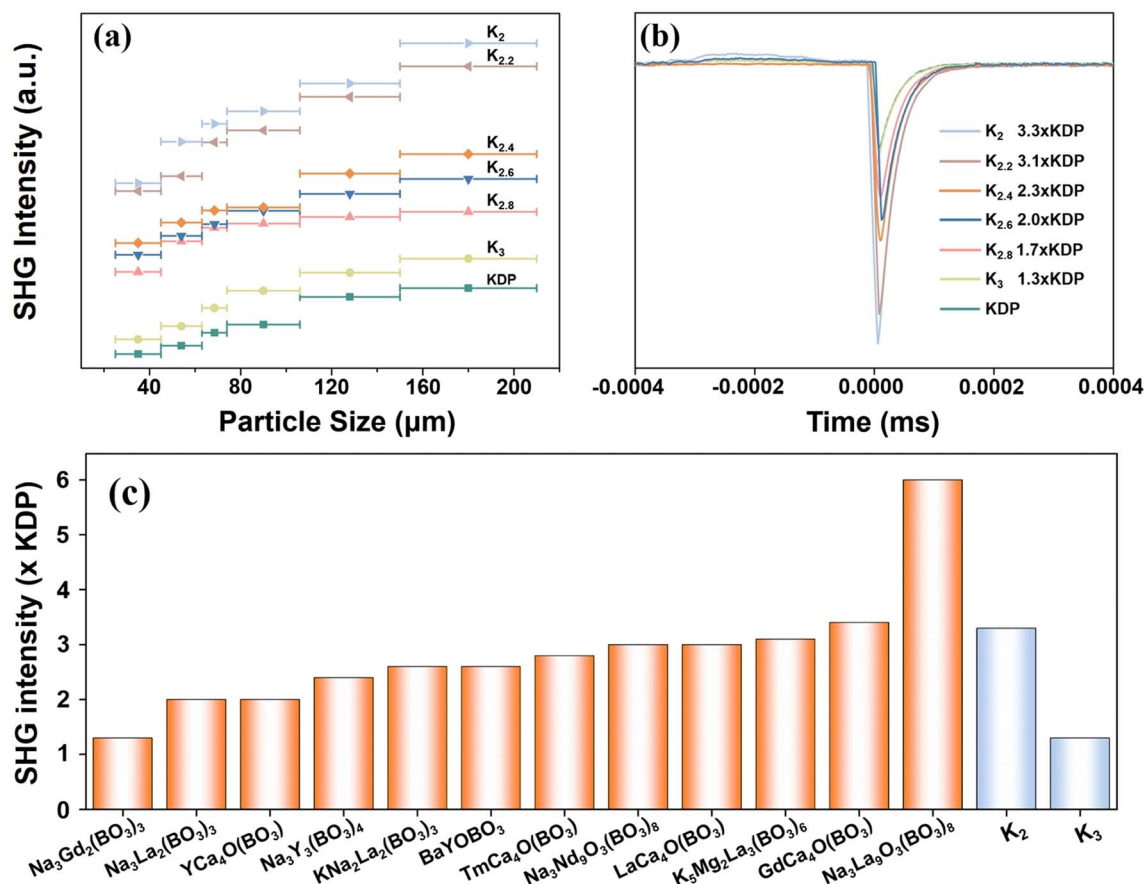 (a)
SHG Intensity (a.u.)
K₂
K₂.₂
K₂.₄
K₂.₆
K₂.₈
K₃
KDP
40 80 120 160 200
Particle Size (μm)
(b)
K₂ 3.3xKDP
K₂.₂ 3.1xKDP
K₂.₄ 2.3xKDP
K₂.₆ 2.0xKDP
K₂.₈ 1.7xKDP
K₃ 1.3xKDP
KDP
-0.0004 -0.0002 0.0000 0.0002 0.0004
Time (ms)
(c)
SHG intensity (x KDP)
6
5
4
3
2
1
0
Na₃Gd₂(BO₃)₃
Na₃La₂(BO₃)₃
YCa₄O(BO₃)
Na₃Y₃(BO₃)₄
KNa₂La₂(BO₃)₃
BaYOBO₃
TmCa₄O(BO₃)
Na₃Nd₉O₃(BO₃)₈
LaCa₄O(BO₃)
K₅Mg₂La₃(BO₃)₆
GdCa₄O(BO₃)
Na₃La₉O₃(BO₃)₈
K₂
K₃